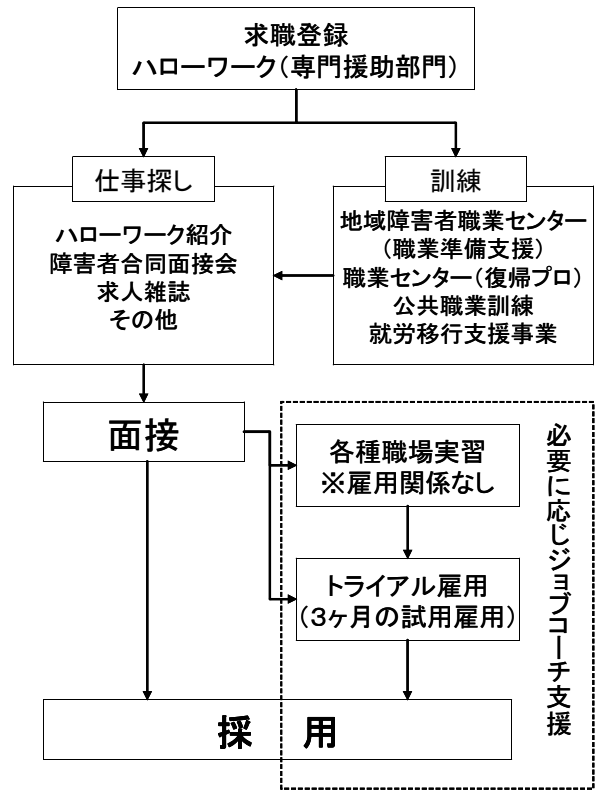 求職登録
ハローワーク（専門援助部門）
仕事探し
ハローワーク紹介
障害者合同面接会
求人雑誌
その他
訓練
地域障害者職業センター
（職業準備支援）
職業センター（復帰プロ）
公共職業訓練
就労移行支援事業
面接
各種職場実習
※雇用関係なし
トライアル雇用
（３ヶ月の試用雇用）
必要に応じジョブコーチ支援
採　用